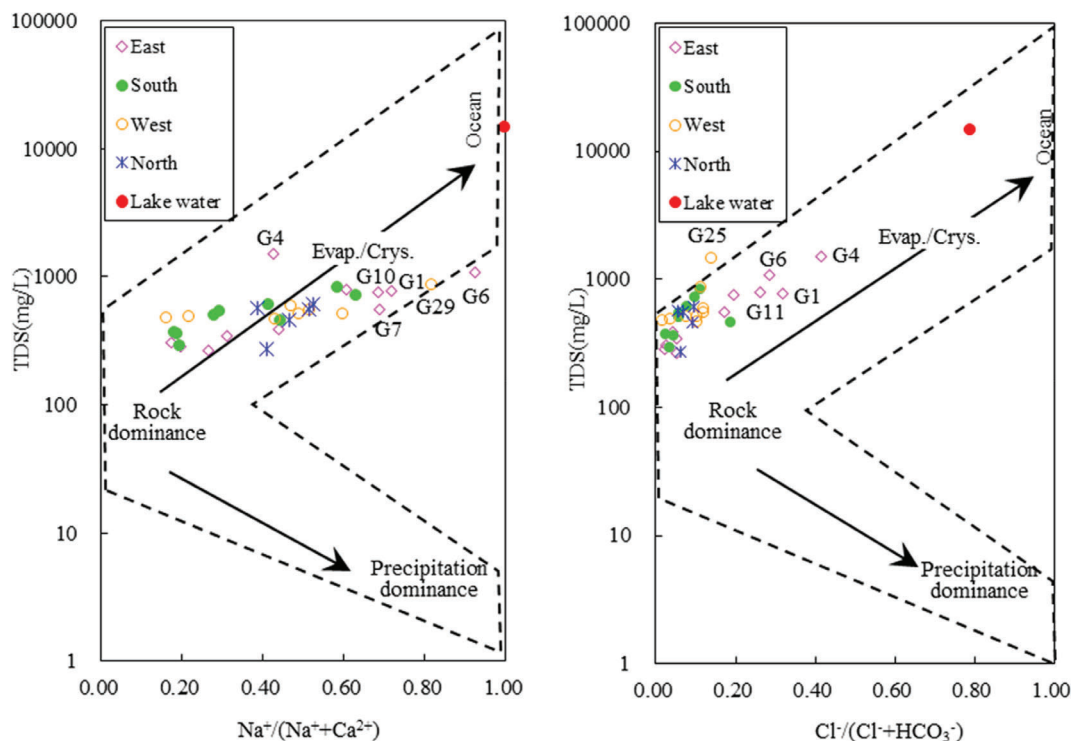 100000
10000
1000
100
10
1
TDS(mg/L)
East
South
West
North
Lake water
Ocean
G4
Evap./Crys.
G10
G1
G29
G6
G7
Rock
dominance
Precipitation
dominance
0.00
0.20
0.40
0.60
0.80
1.00
Na⁺/(Na⁺+Ca²⁺)
100000
10000
1000
100
10
1
TDS(mg/L)
East
South
West
North
Lake water
Ocean
G25
G6
G4
Evap./Crys.
G1
G11
Rock
dominance
Precipitation
dominance
0.00
0.20
0.40
0.60
0.80
1.00
Cl⁻/(Cl⁻+HCO₃⁻)